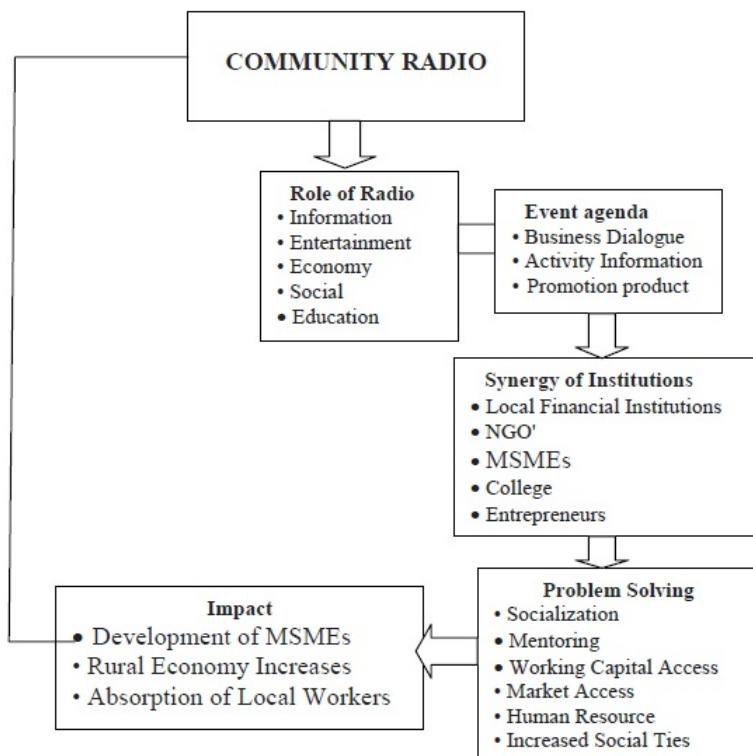 COMMUNITY RADIO
Role of Radio
• Information
• Entertainment
• Economy
• Social
• Education
Event agenda
• Business Dialogue
• Activity Information
• Promotion product
Synergy of Institutions
• Local Financial Institutions
• NGO'
• MSMEs
• College
• Entrepreneurs
Problem Solving
• Socialization
• Mentoring
• Working Capital Access
• Market Access
• Human Resource
• Increased Social Ties
Impact
• Development of MSMEs
• Rural Economy Increases
• Absorption of Local Workers